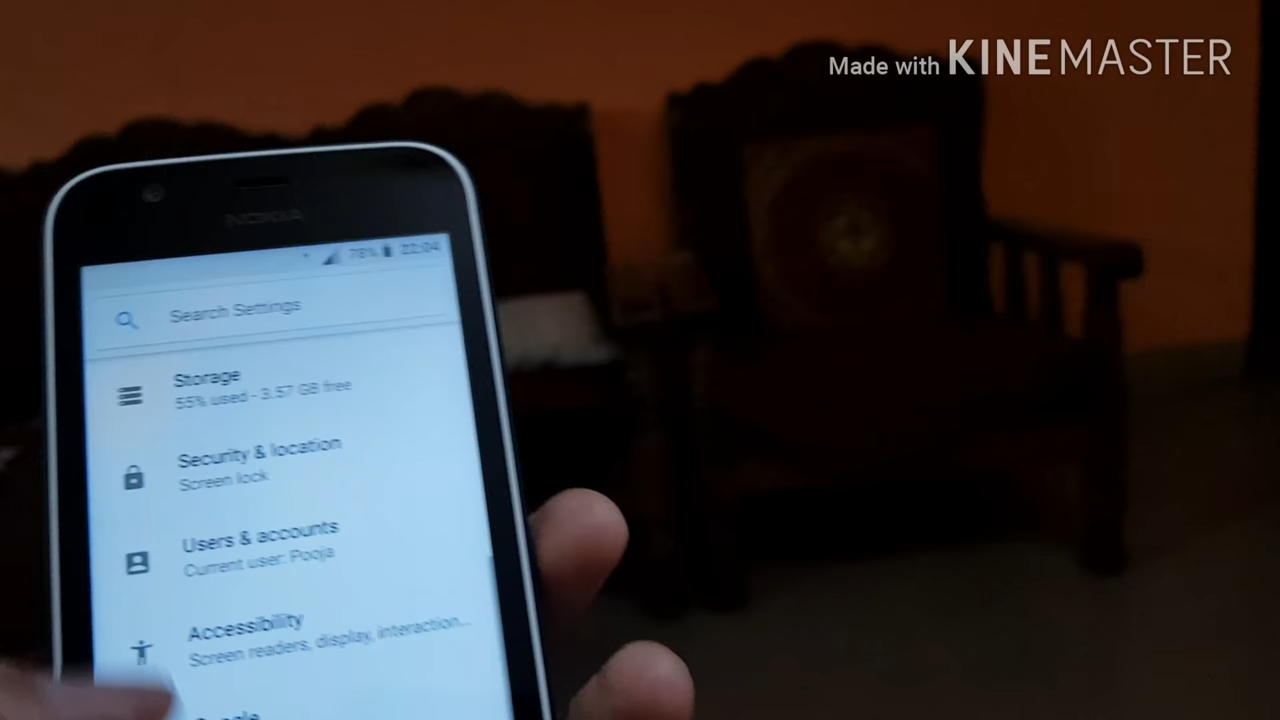 Made with KINEMASTER
NOKIA
78% 22:04
Search Settings
Storage
55% used - 3.57 GB free
Security & location
Screen lock
Users & accounts
Current user: Pooja
Accessibility
Screen readers, display, interaction...
Google